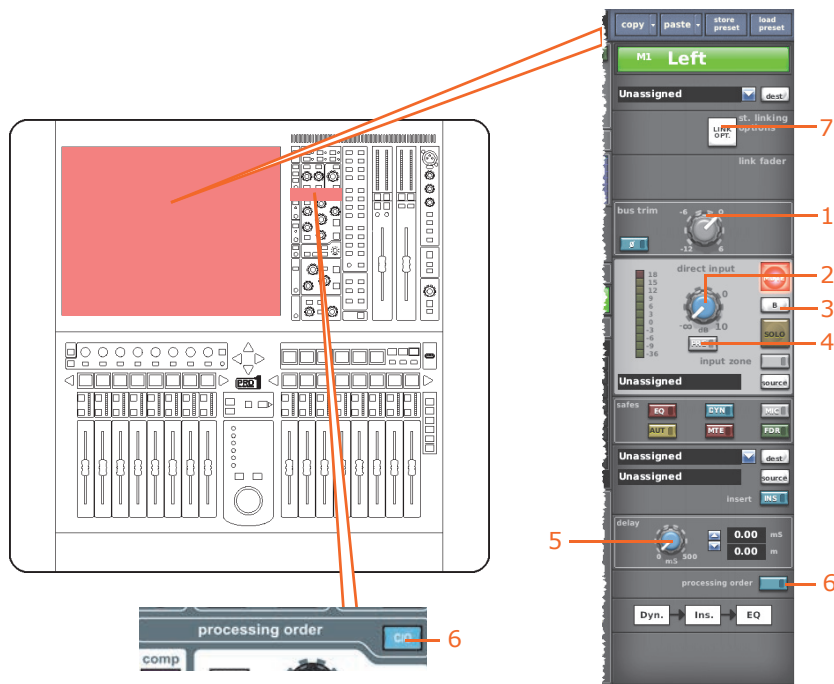 copy paste store preset load preset
M1 Left
Unassigned dest
st. linking options
LINK OPT.
7
link fader
bus trim
-6 0
-12 6
ø
1
direct input
18
15
12
9
6
3
0
-3
-6
-9
-36
0
-∞ dB 10
2
B
3
SOLO
4
input zone
Unassigned source
safes
EQ DYN MIC
AUT MTE FDR
Unassigned dest
Unassigned source
insert INS
delay
0 mS 500
0.00 mS
0.00 m
5
processing order
6
Dyn. Ins. EQ
PRO1
processing order
C/O
6
comp